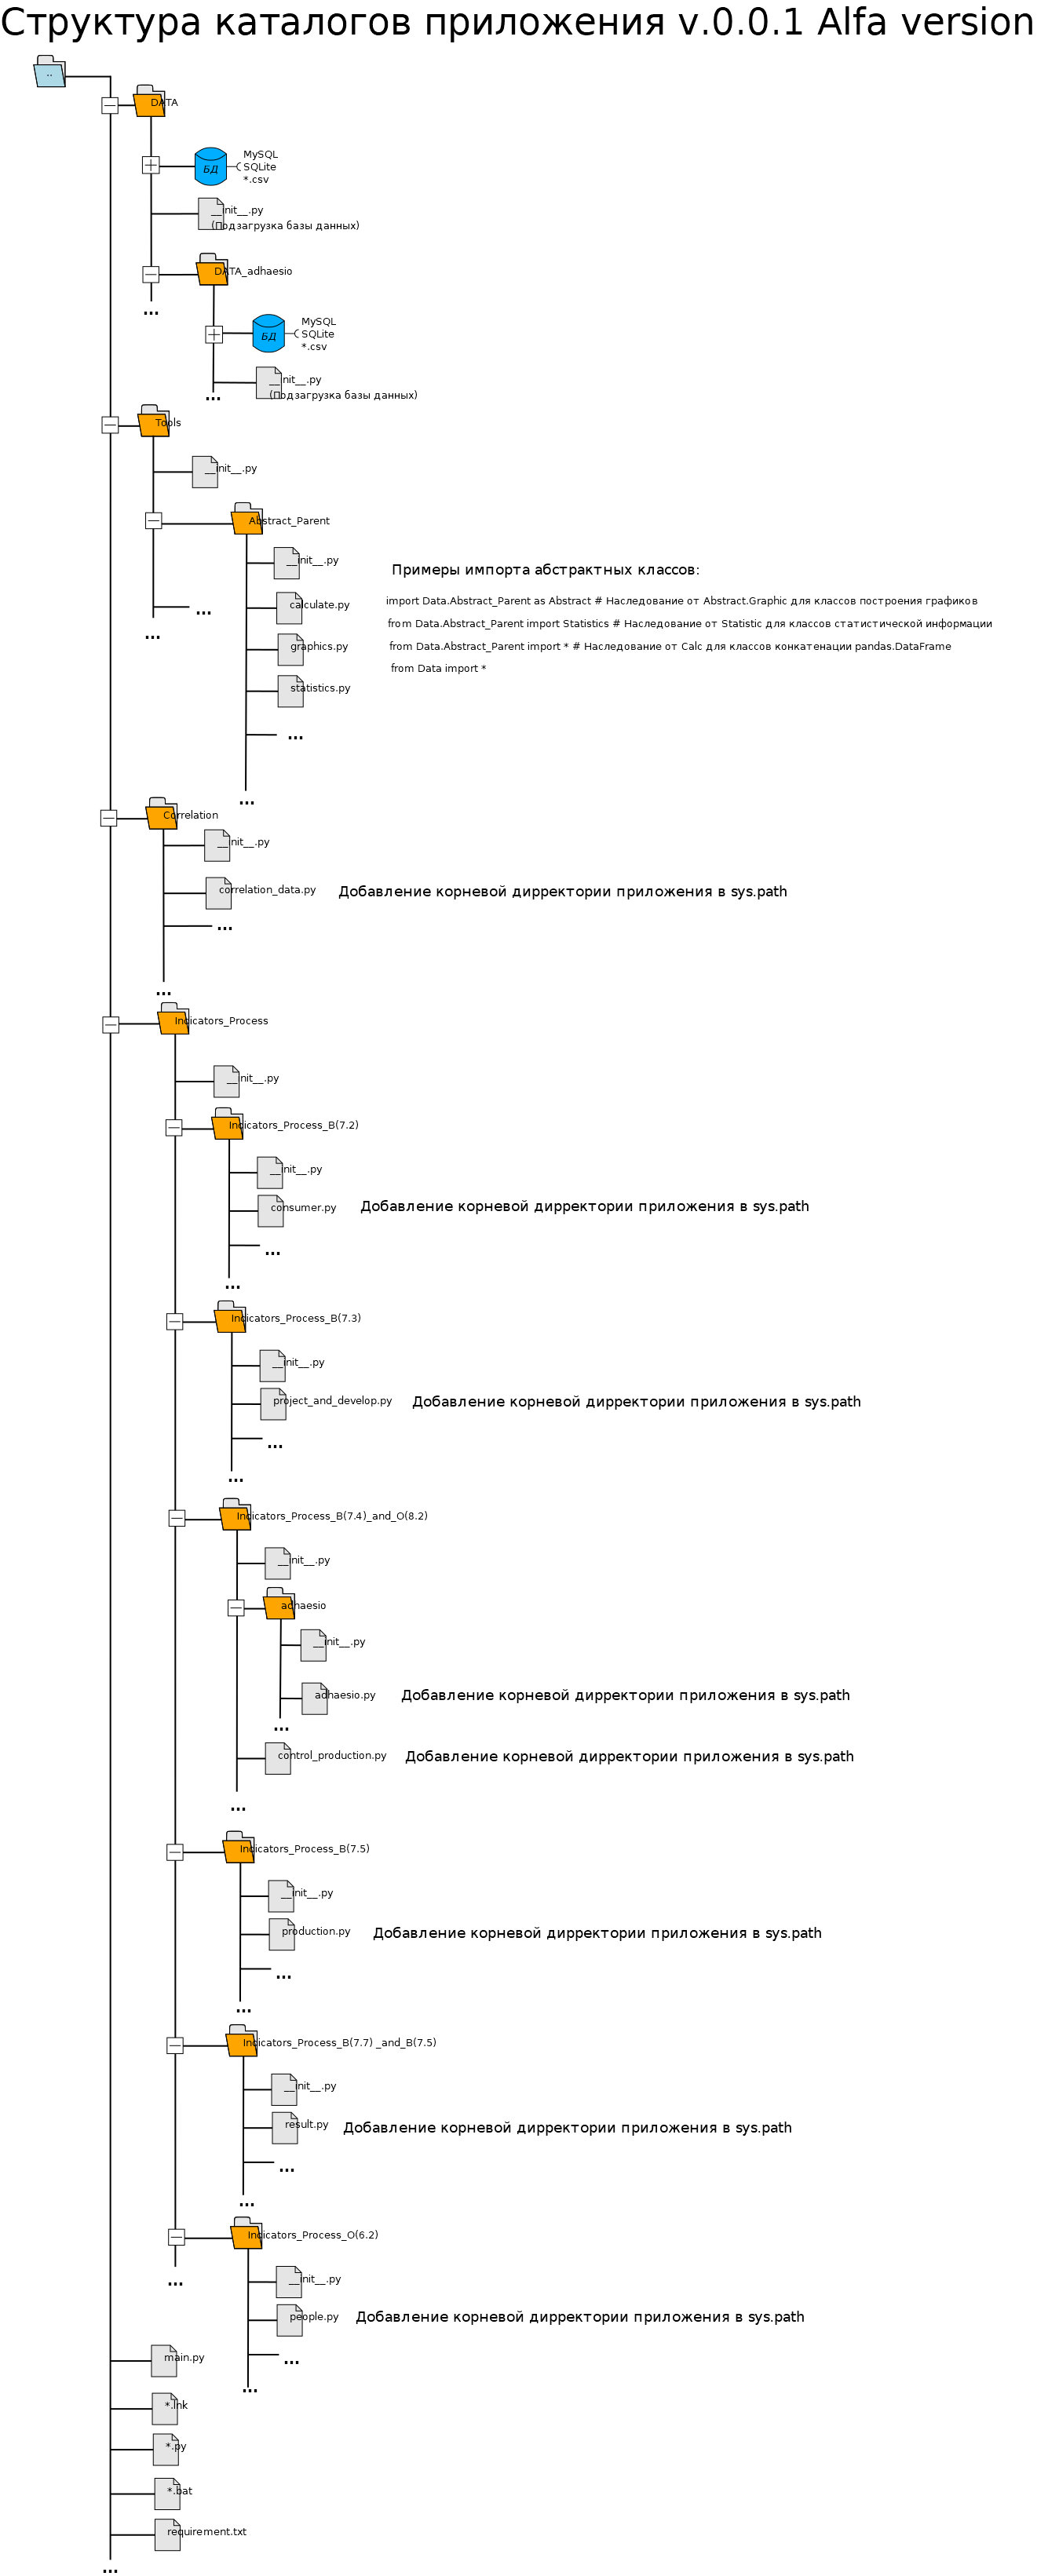 Структура каталогов приложения v.0.0.1 Alfa version
..
DATA
БД
MySQL
SQLite
*.csv
__init__.py
(Подзагрузка базы данных)
DATA_adhaesio
...
БД
MySQL
SQLite
*.csv
__init__.py
(Подзагрузка базы данных)
...
Tools
__init__.py
Abstract_Parent
__init__.py
Примеры импорта абстрактных классов:
calculate.py
import Data.Abstract_Parent as Abstract # Наследование от Abstract.Graphic для классов построения графиков
...
from Data.Abstract_Parent import Statistics # Наследование от Statistic для классов статистической информации
...
graphics.py
from Data.Abstract_Parent import * # Наследование от Calc для классов конкатенации pandas.DataFrame
from Data import *
statistics.py
...
...
Correlation
__init__.py
correlation_data.py
Добавление корневой дирректории приложения в sys.path
...
...
Indicators_Process
__init__.py
Indicators_Process_B(7.2)
__init__.py
consumer.py
Добавление корневой дирректории приложения в sys.path
...
...
Indicators_Process_B(7.3)
__init__.py
project_and_develop.py
Добавление корневой дирректории приложения в sys.path
...
...
Indicators_Process_B(7.4)_and_O(8.2)
__init__.py
adhaesio
__init__.py
adhaesio.py
Добавление корневой дирректории приложения в sys.path
...
control_production.py
Добавление корневой дирректории приложения в sys.path
...
Indicators_Process_B(7.5)
__init__.py
production.py
Добавление корневой дирректории приложения в sys.path
...
...
Indicators_Process_B(7.7) _and_B(7.5)
__init__.py
result.py
Добавление корневой дирректории приложения в sys.path
...
...
Indicators_Process_O(6.2)
__init__.py
...
people.py
Добавление корневой дирректории приложения в sys.path
...
...
main.py
*.lnk
*.py
*.bat
requirement.txt
...